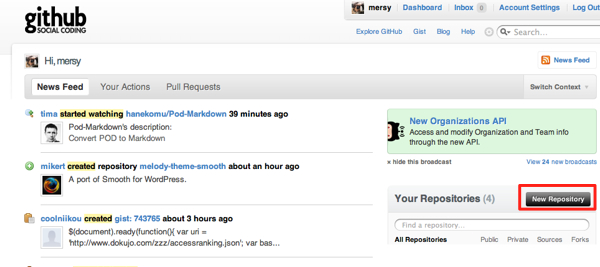 github
SOCIAL CODING
mersy Dashboard Inbox 0 Account Settings Log Out
Explore GitHub Gist Blog Help Search...
Hi, mersy
News Feed
News Feed Your Actions Pull Requests
Switch Context
tima started watching hanekomu/Pod-Markdown 39 minutes ago
Pod-Markdown's description:
Convert POD to Markdown
mikert created repository melody-theme-smooth about an hour ago
A port of Smooth for WordPress.
coolniikou created gist: 743765 about 3 hours ago
$(document).ready(function(){ var uri =
'http://www.dokujo.com/zzz/accessranking.json'; var bas...
New Organizations API
Access and modify Organization and Team info
through the new API.
x hide this broadcast View 24 new broadcasts
Your Repositories (4) New Repository
Find a repository...
All Repositories Public Private Sources Forks